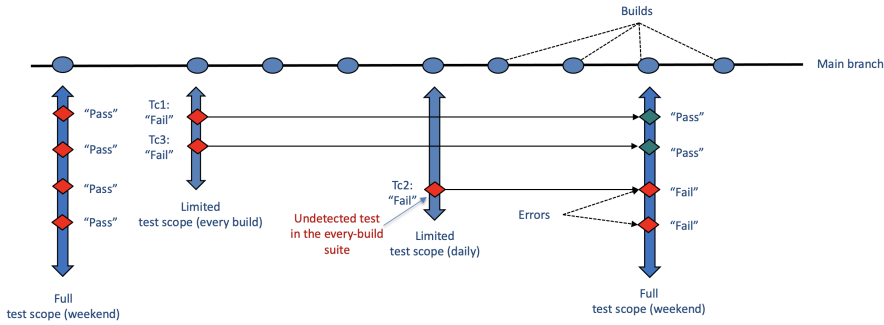 Builds
Main branch
"Pass"
"Pass"
"Pass"
"Pass"
Full
test scope (weekend)
Tc1:
"Fail"
Tc3:
"Fail"
Limited
test scope (every build)
Tc2:
"Fail"
Undetected test
in the every-build
suite
Limited
test scope (daily)
"Pass"
"Pass"
"Fail"
"Fail"
Errors
Full
test scope (weekend)